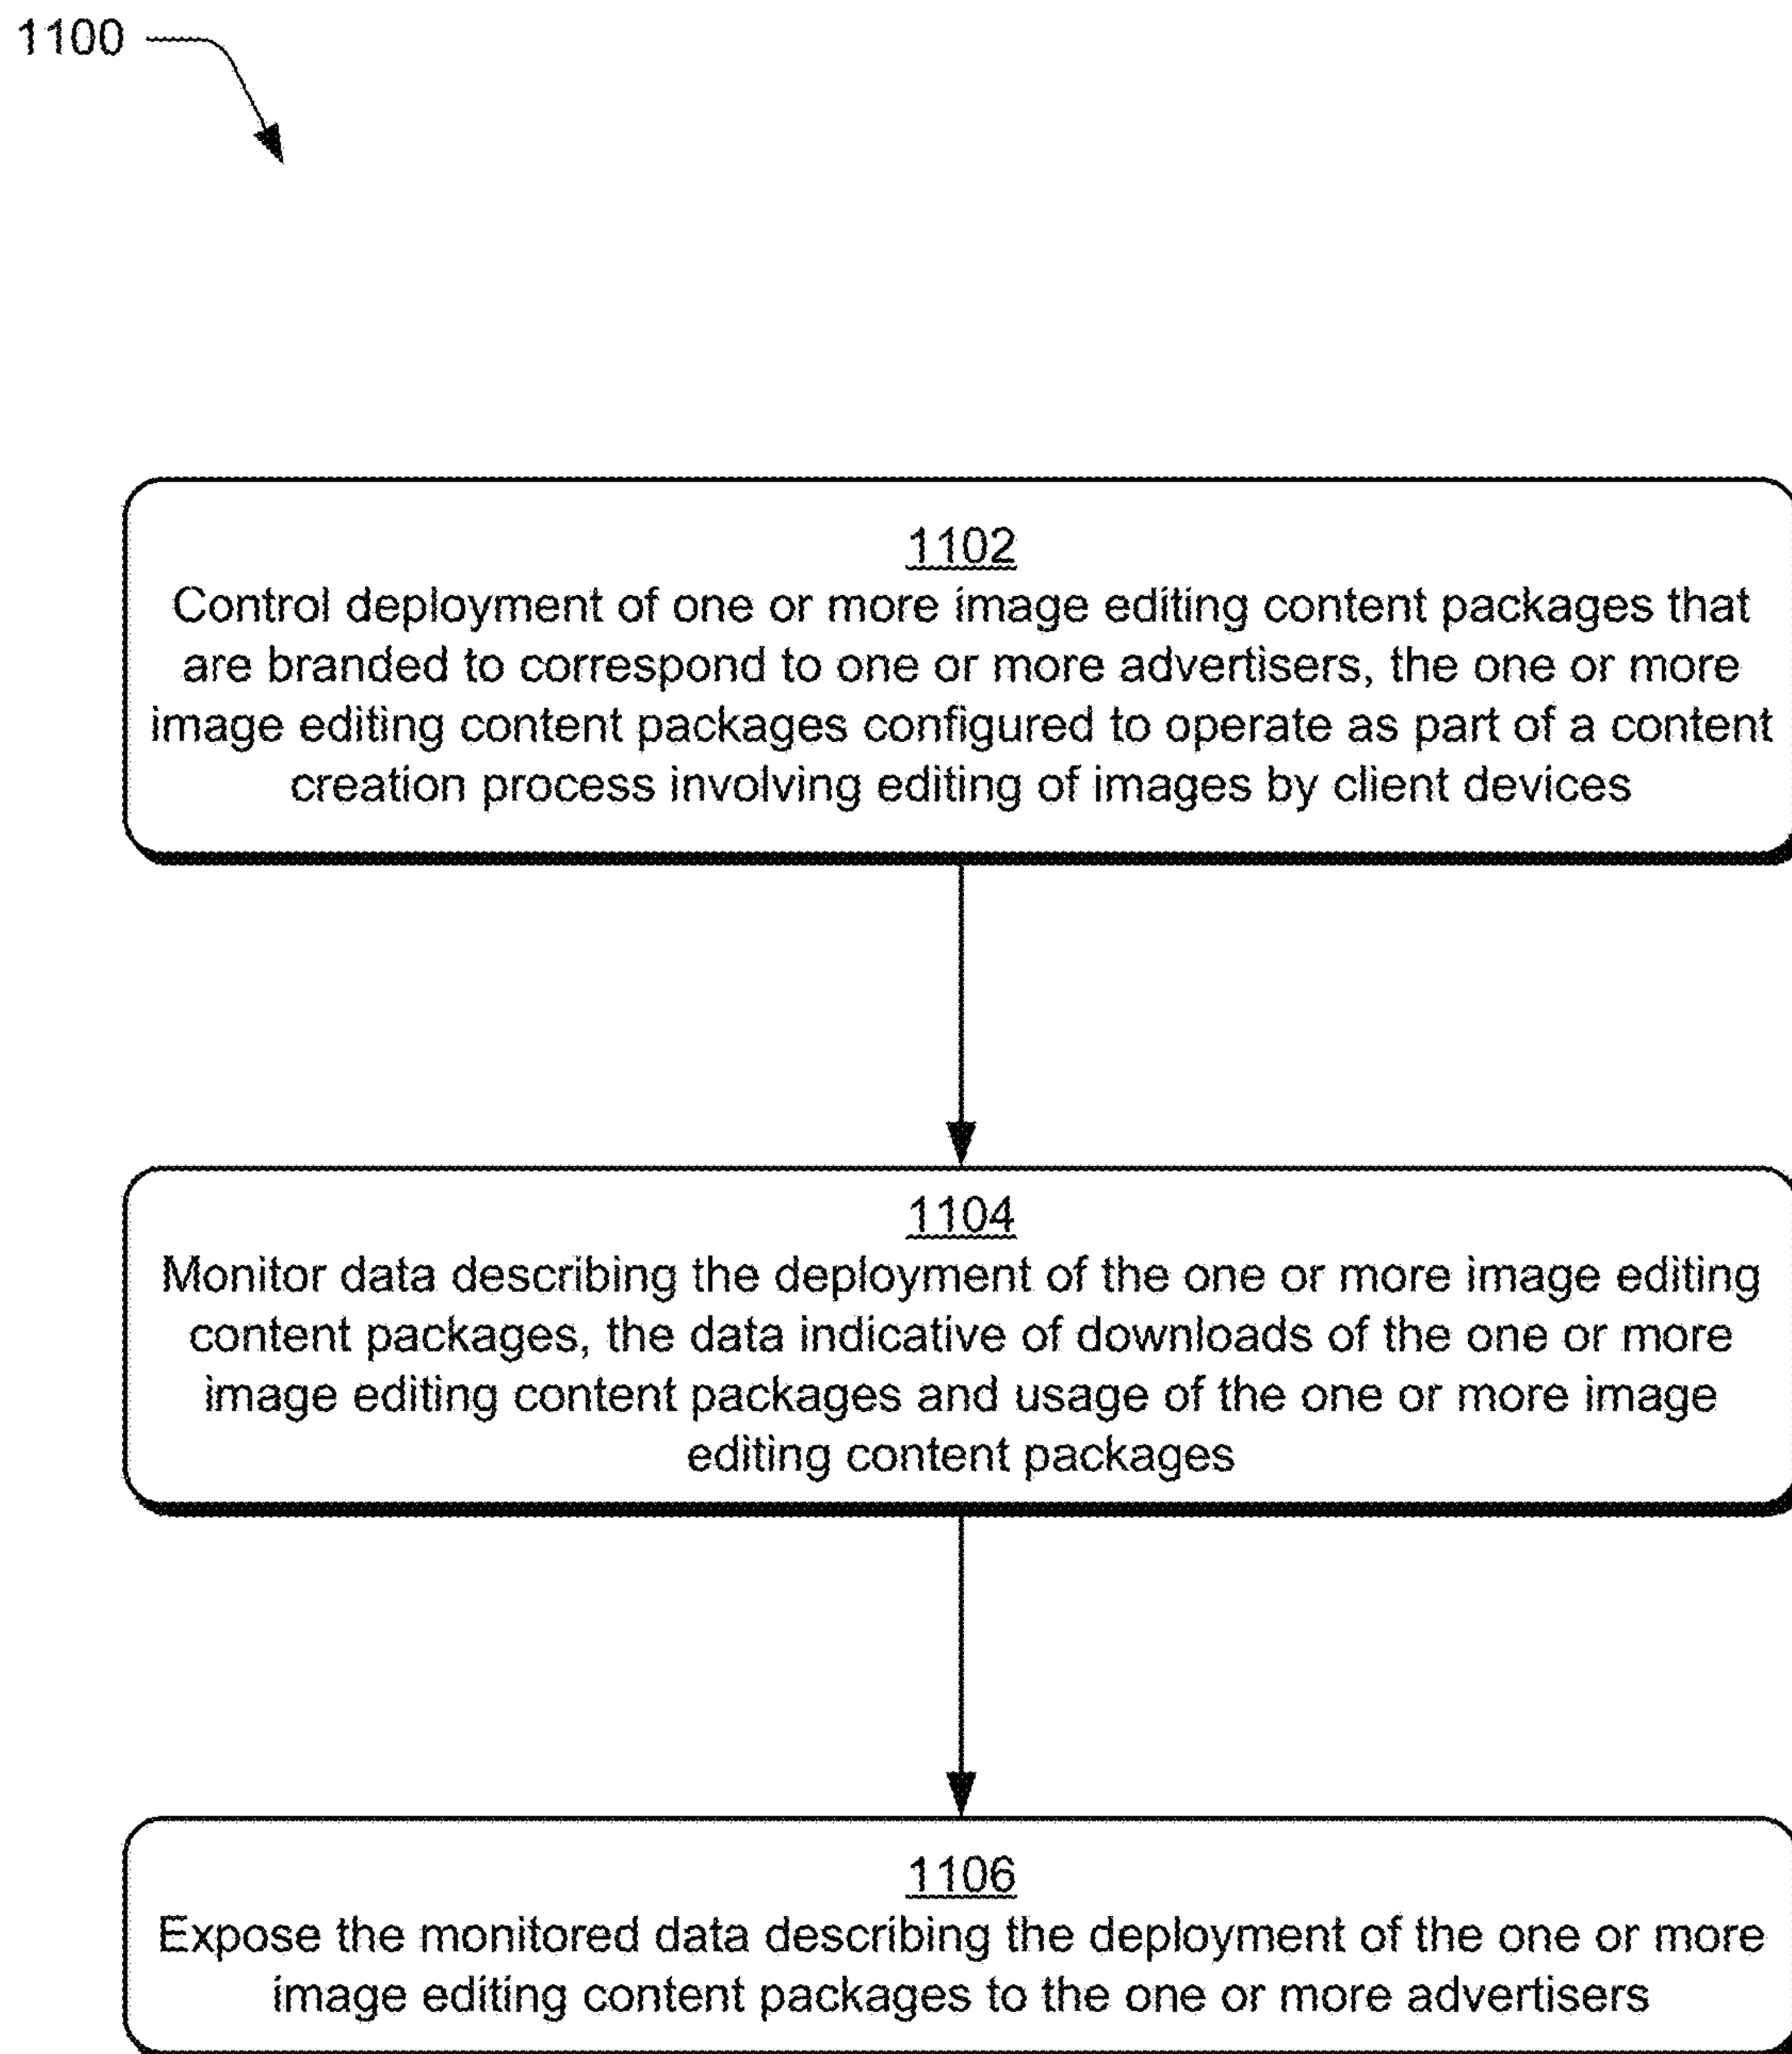 1100
1102
Control deployment of one or more image editing content packages that
are branded to correspond to one or more advertisers, the one or more
image editing content packages configured to operate as part of a content
creation process involving editing of images by client devices
1104
Monitor data describing the deployment of the one or more image editing
content packages, the data indicative of downloads of the one or more
image editing content packages and usage of the one or more image
editing content packages
1106
Expose the monitored data describing the deployment of the one or more
image editing content packages to the one or more advertisers